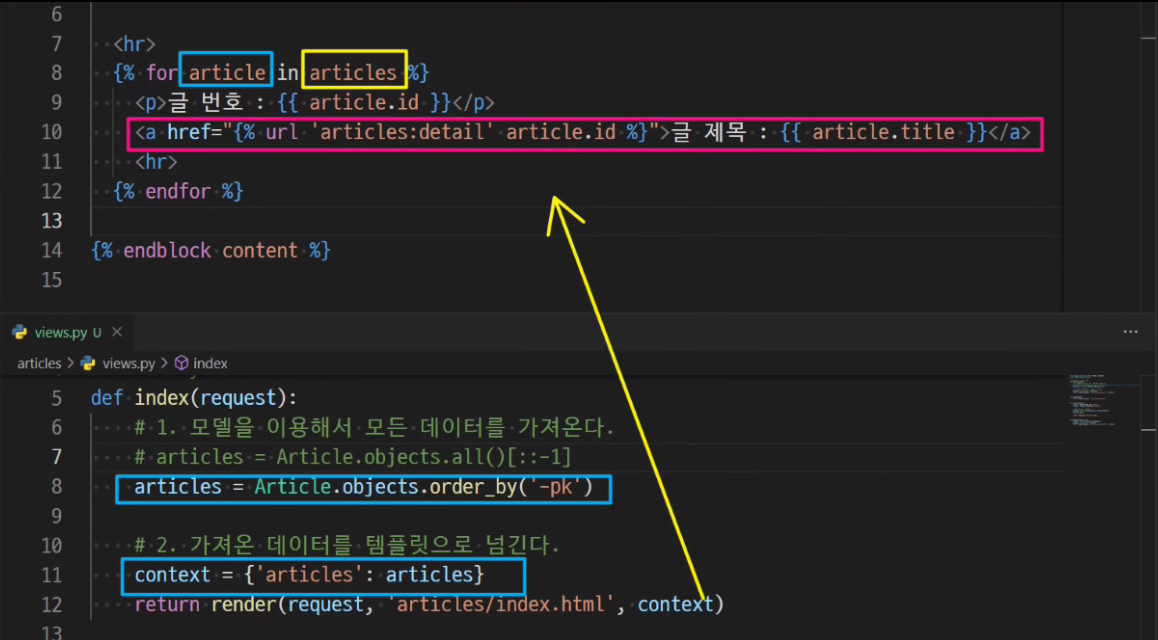 6
7 <hr>
8 {% for article in articles %}
9 <p>글 번호 : {{ article.id }}</p>
10 <a href="{% url 'articles:detail' article.id %}">글 제목 : {{ article.title }}</a>
11 <hr>
12 {% endfor %}
13
14 {% endblock content %}
15
views.py U ×
articles > views.py > index
5 def index(request):
6 # 1. 모델을 이용해서 모든 데이터를 가져온다.
7 # articles = Article.objects.all()[::-1]
8 articles = Article.objects.order_by('-pk')
9
10 # 2. 가져온 데이터를 템플릿으로 넘긴다.
11 context = {'articles': articles}
12 return render(request, 'articles/index.html', context)
13